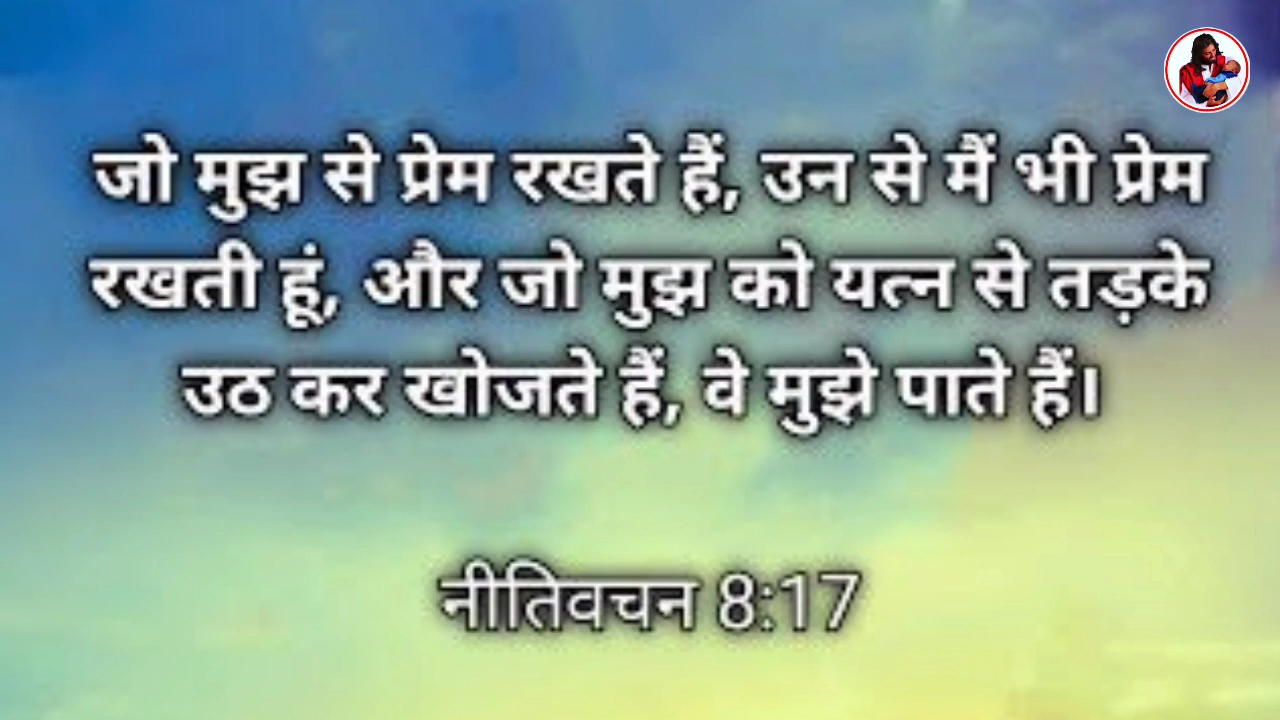 जो मुझ से प्रेम रखते हैं, उन से मैं भी प्रेम
रखती हूं, और जो मुझ को यत्न से तड़के
उठ कर खोजते हैं, वे मुझे पाते हैं।
नीतिवचन 8:17